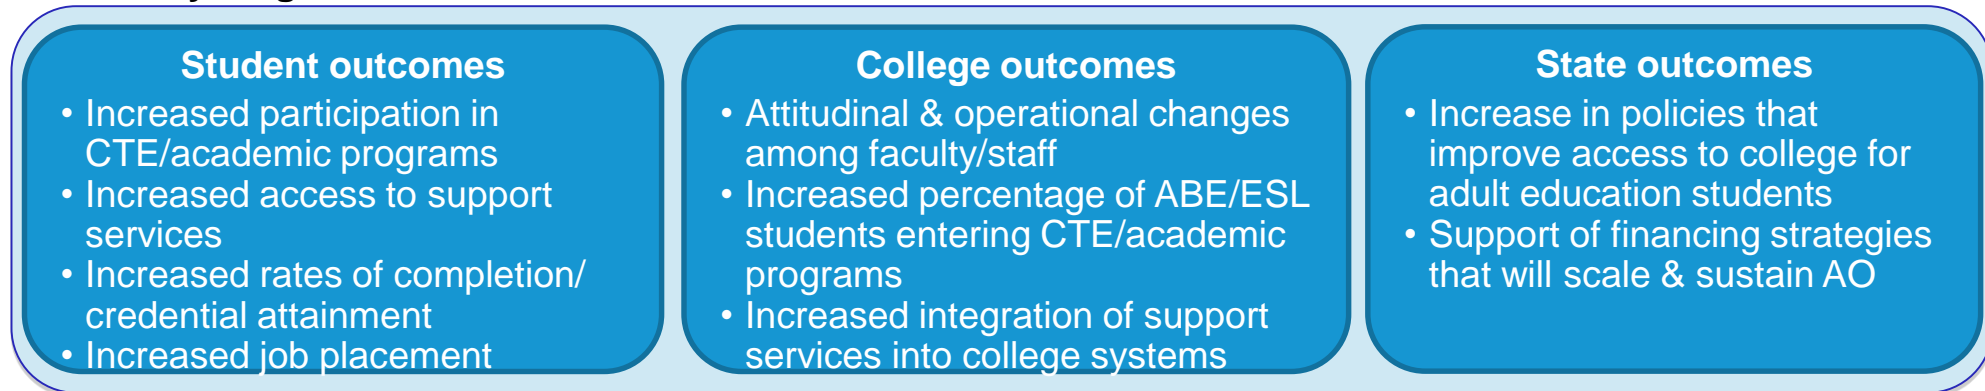 Student outcomes
• Increased participation in
CTE/academic programs
• Increased access to support
services
• Increased rates of completion/
credential attainment
• Increased job placement
College outcomes
• Attitudinal & operational changes
among faculty/staff
• Increased percentage of ABE/ESL
students entering CTE/academic
programs
• Increased integration of support
services into college systems
State outcomes
• Increase in policies that
improve access to college for
adult education students
• Support of financing strategies
that will scale & sustain AO